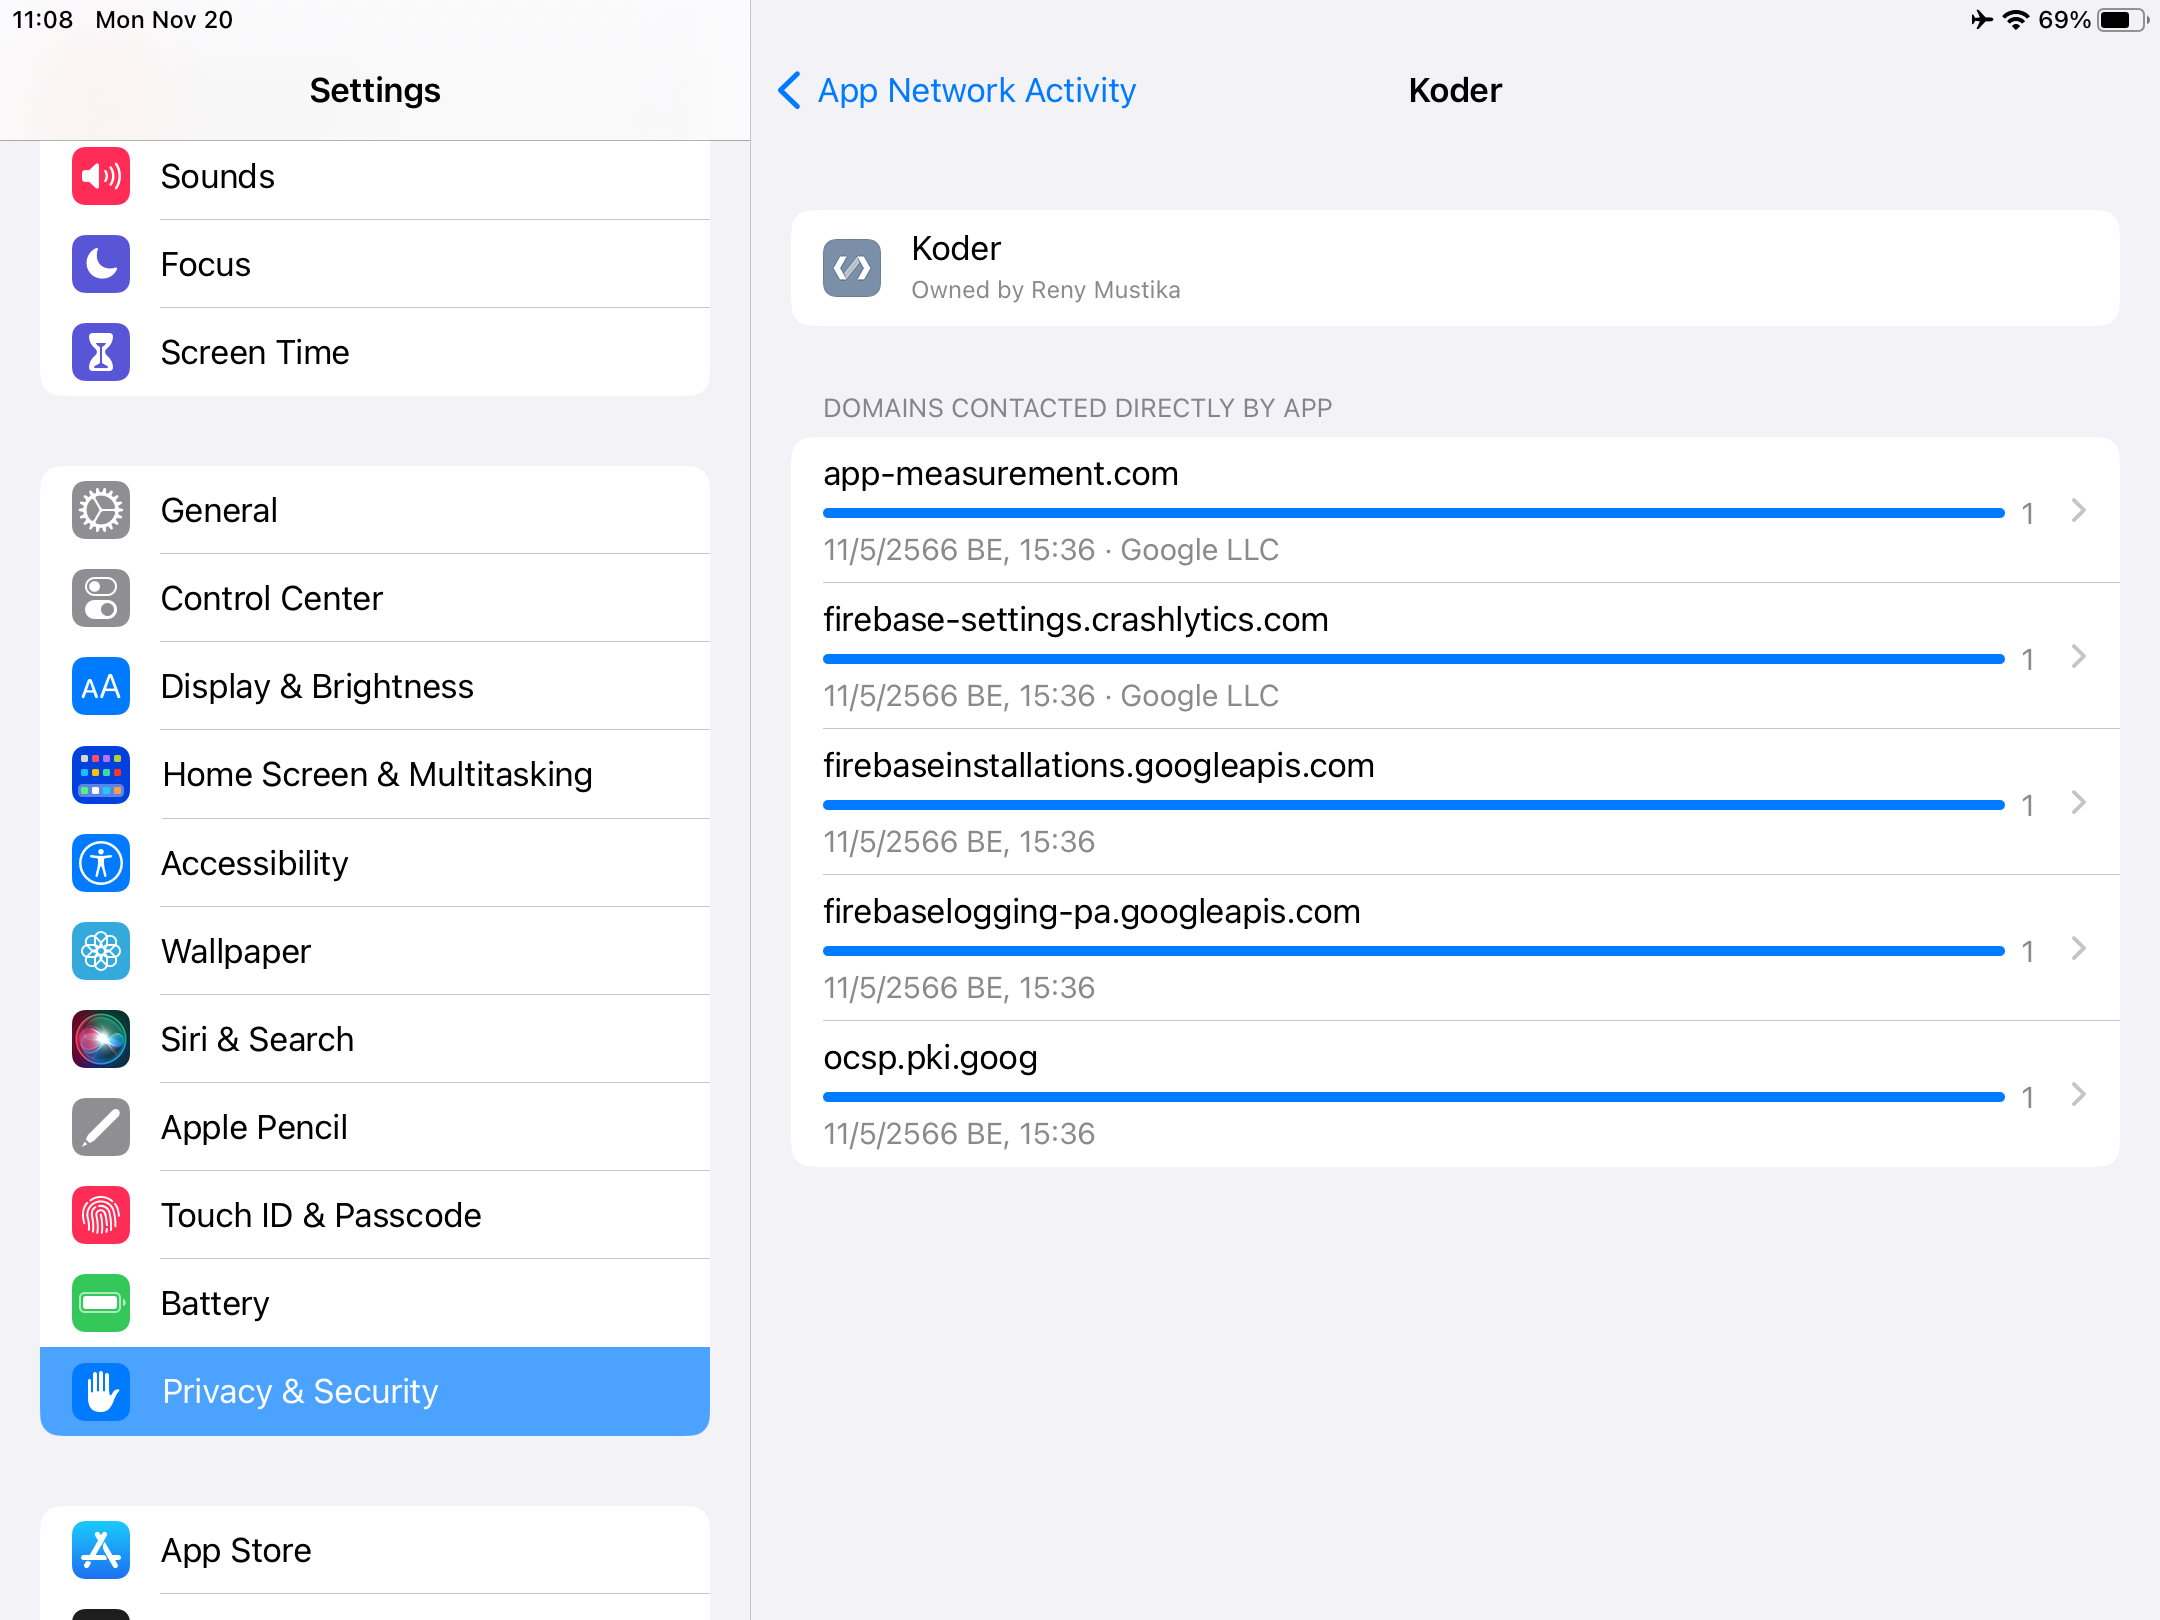 11:08 Mon Nov 20
69%
Settings
Sounds
Focus
Screen Time
General
Control Center
AA
Display & Brightness
Home Screen & Multitasking
Accessibility
Wallpaper
Siri & Search
Apple Pencil
Touch ID & Passcode
Battery
Privacy & Security
App Store
App Network Activity
Koder
Koder
Owned by Reny Mustika
DOMAINS CONTACTED DIRECTLY BY APP
app-measurement.com
1
11/5/2566 BE, 15:36 · Google LLC
firebase-settings.crashlytics.com
1
11/5/2566 BE, 15:36 · Google LLC
firebaseinstallations.googleapis.com
1
11/5/2566 BE, 15:36
firebaselogging-pa.googleapis.com
1
11/5/2566 BE, 15:36
ocsp.pki.goog
1
11/5/2566 BE, 15:36